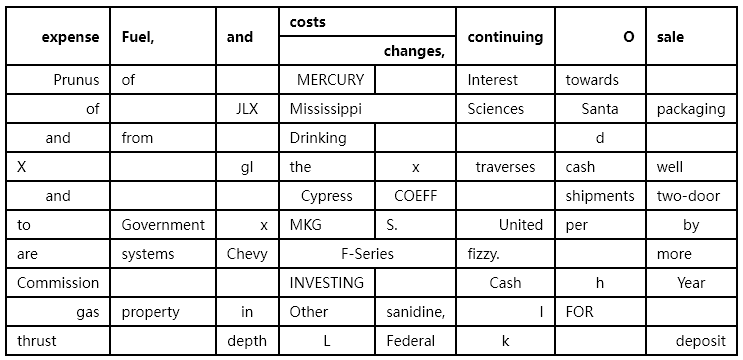 expense Fuel, and costs continuing O sale
changes,
Prunus of MERCURY Interest towards
of JLX Mississippi Sciences Santa packaging
and from Drinking d
X gl the x traverses cash well
and Cypress COEFF shipments two-door
to Government x MKG S. United per by
are systems Chevy F-Series fizzy. more
Commission INVESTING Cash h Year
gas property in Other sanidine, l FOR
thrust depth L Federal k deposit